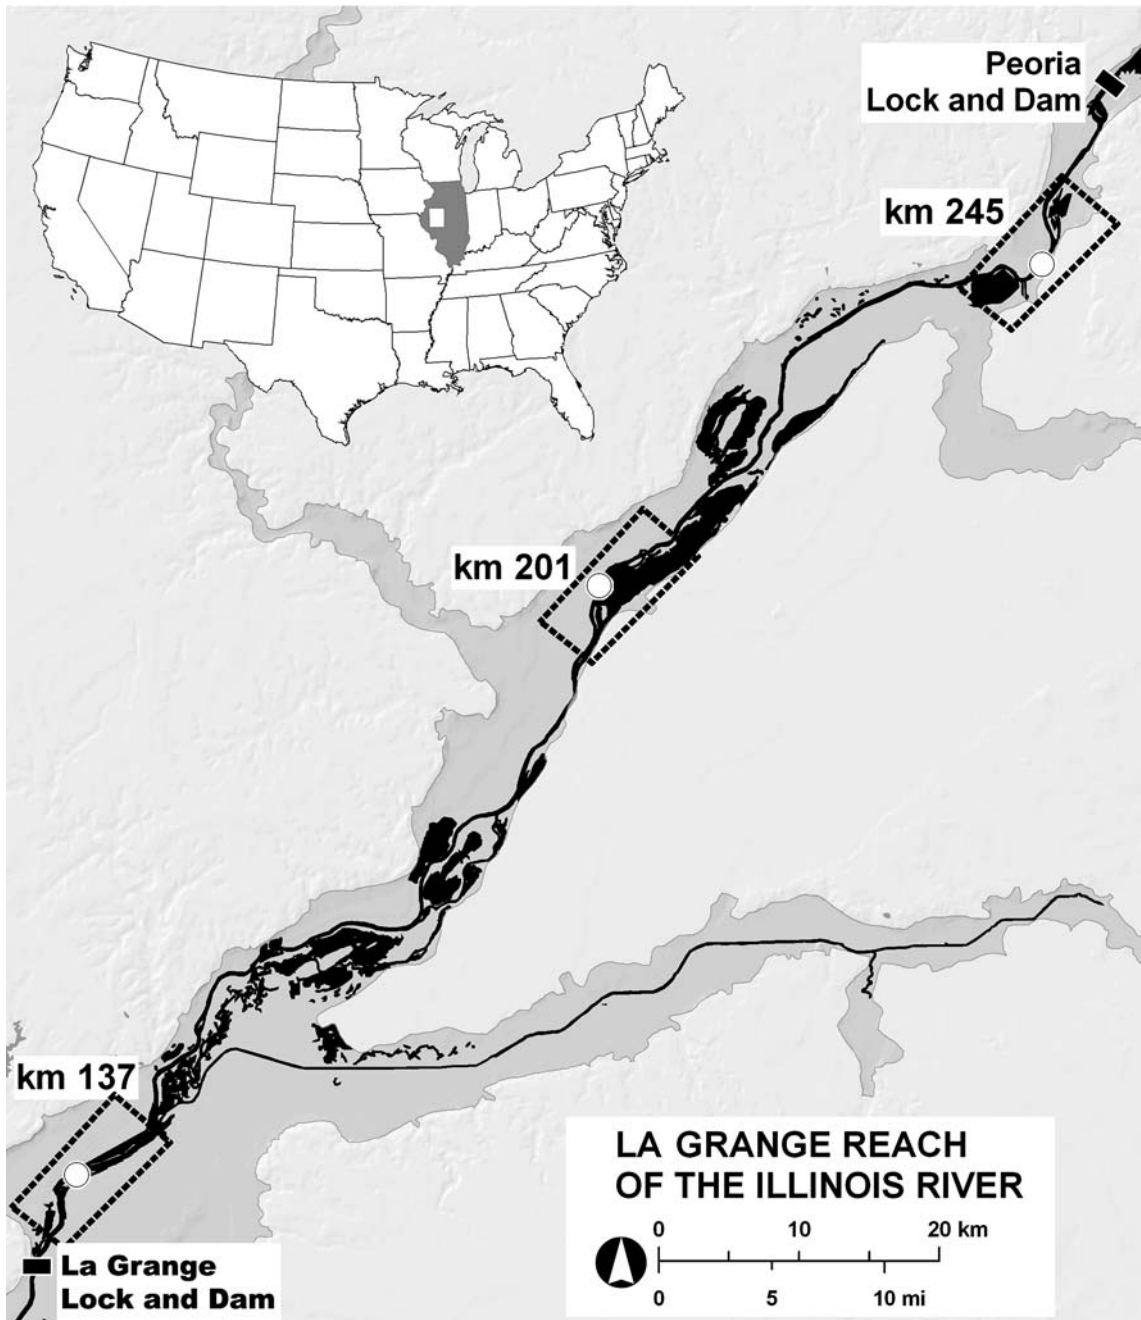 Peoria
Lock and Dam
km 245
km 201
km 137
La Grange
Lock and Dam
LA GRANGE REACH
OF THE ILLINOIS RIVER
0 10 20 km
0 5 10 mi